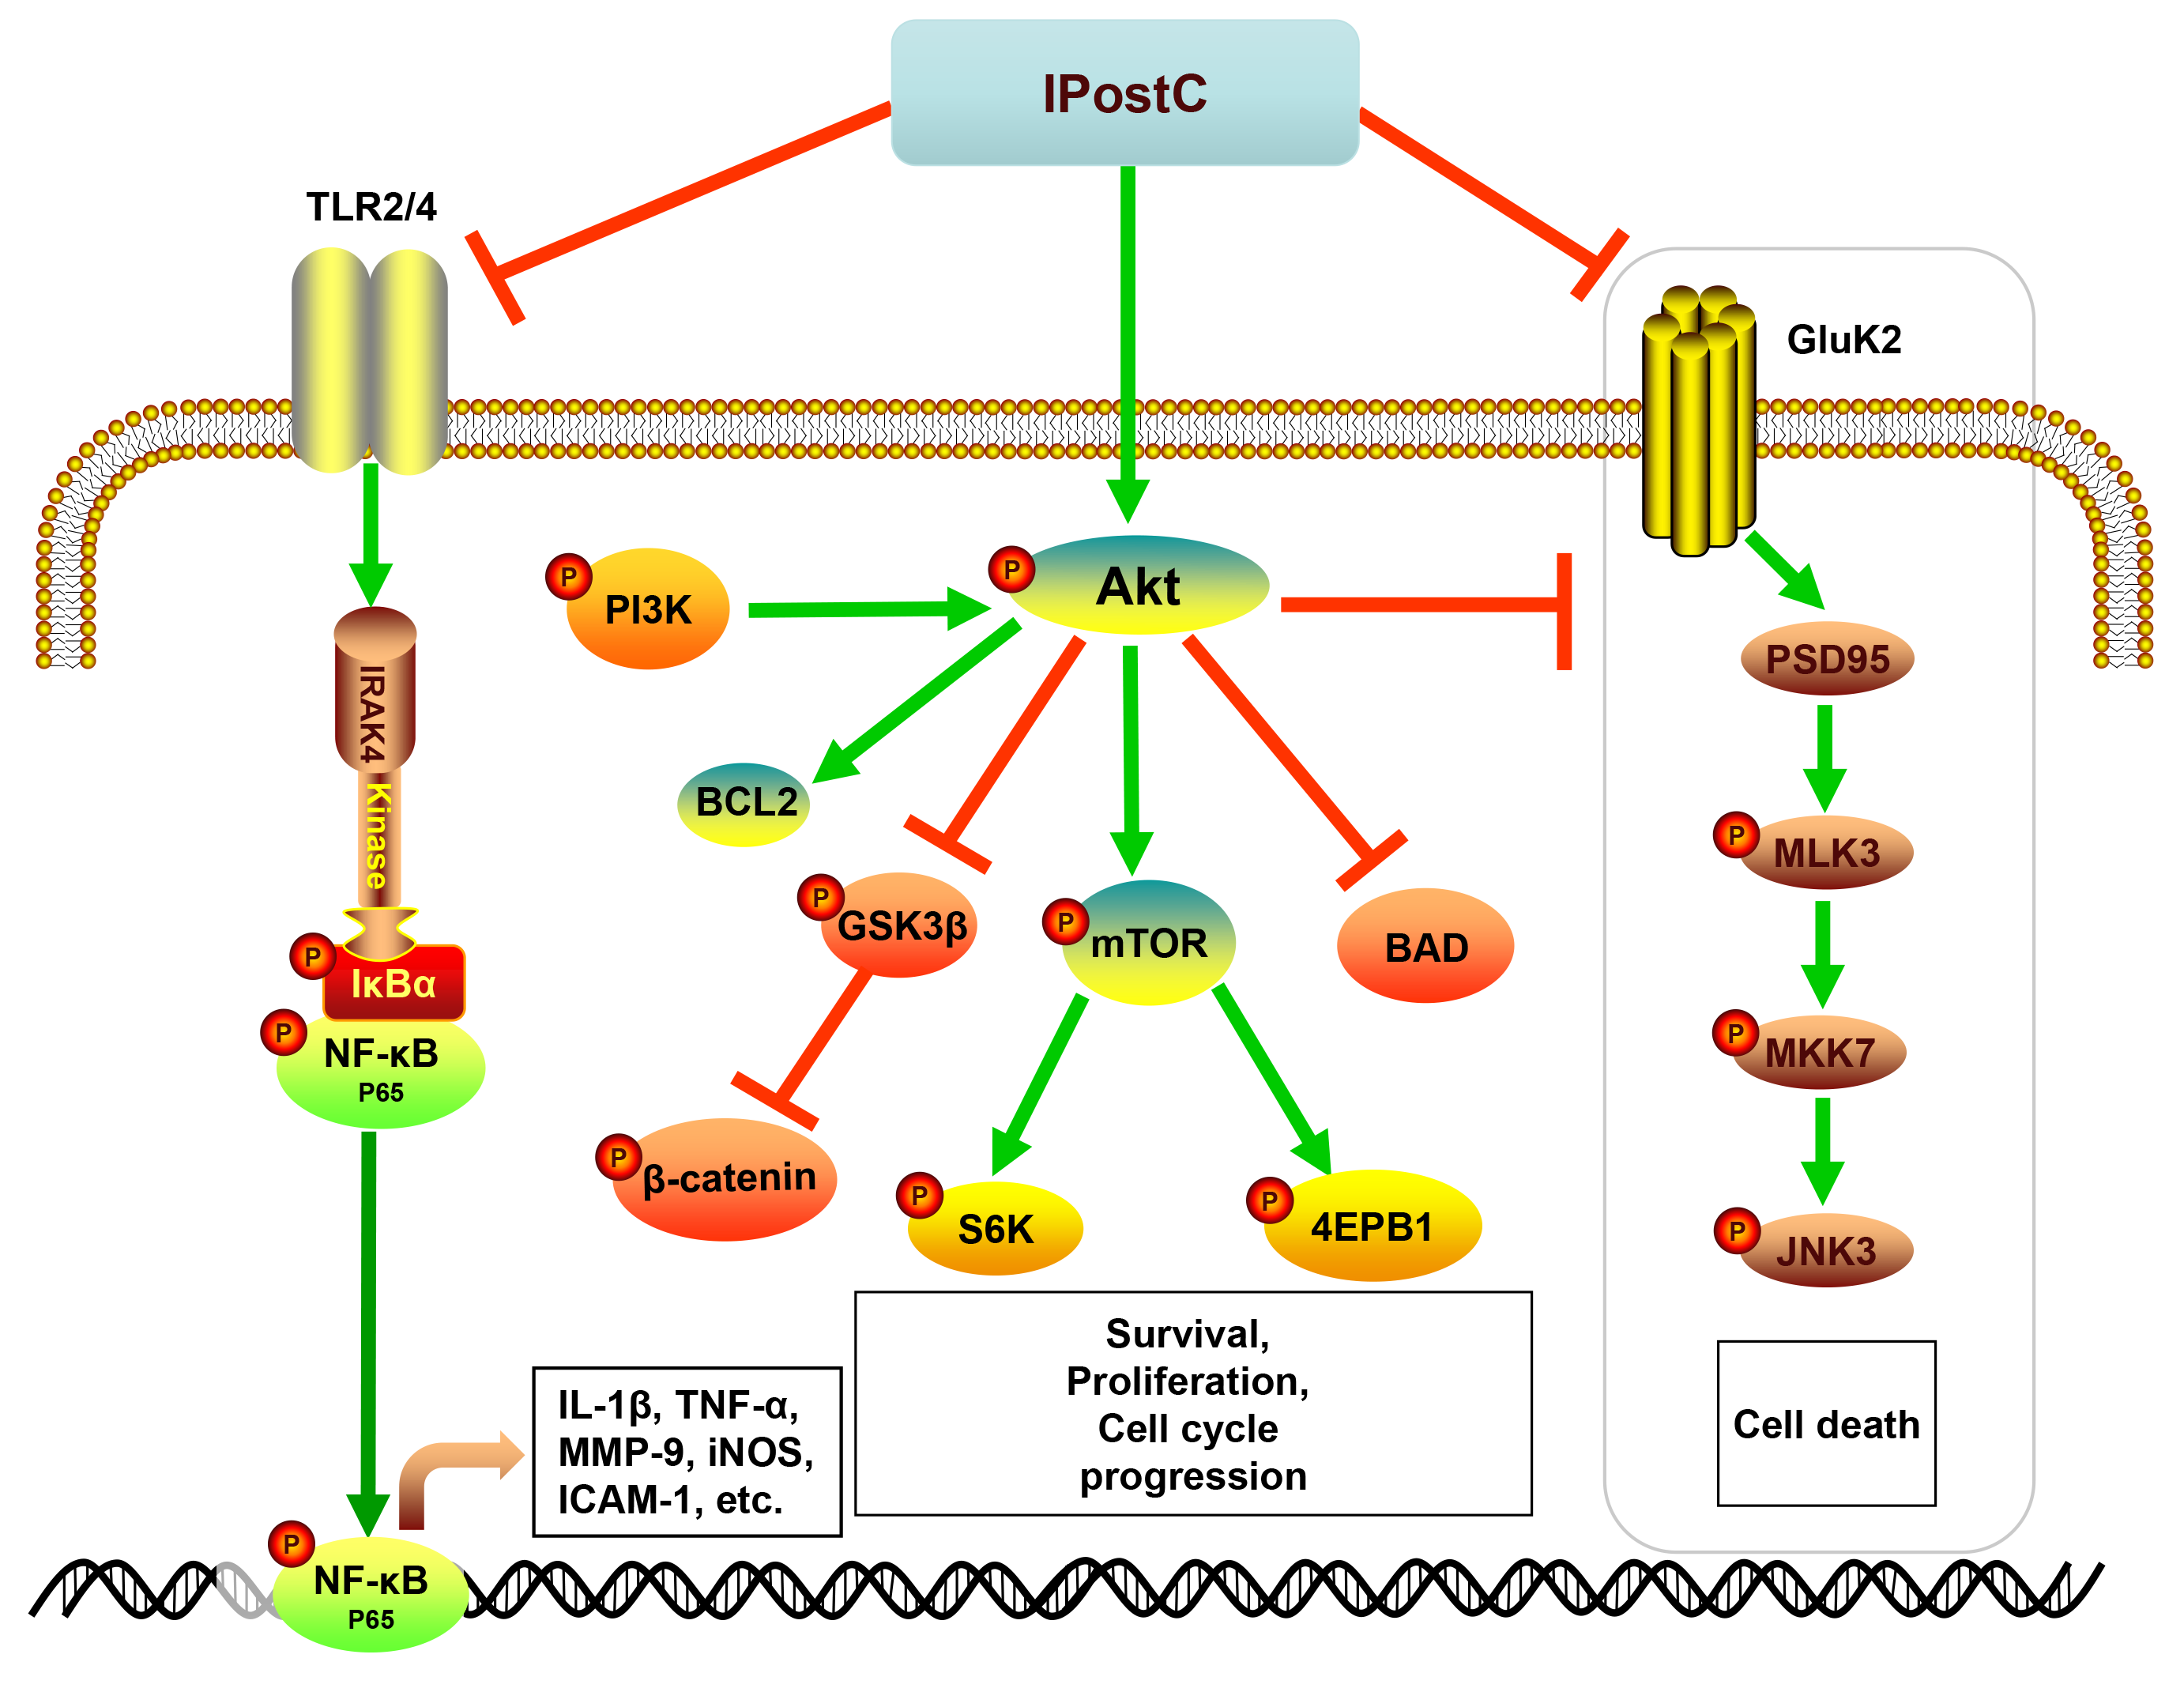 IPostC
TLR2/4
GluK2
P
PI3K
P
Akt
PSD95
IRAK4
Kinase
BCL2
P
MLK3
P
GSK3β
P
mTOR
BAD
P
IκBα
P
NF-κB
P65
P
MKK7
P
β-catenin
P
S6K
P
4EPB1
P
JNK3
IL-1β, TNF-α,
MMP-9, iNOS,
ICAM-1, etc.
Survival,
Proliferation,
Cell cycle
progression
Cell death
P
NF-κB
P65